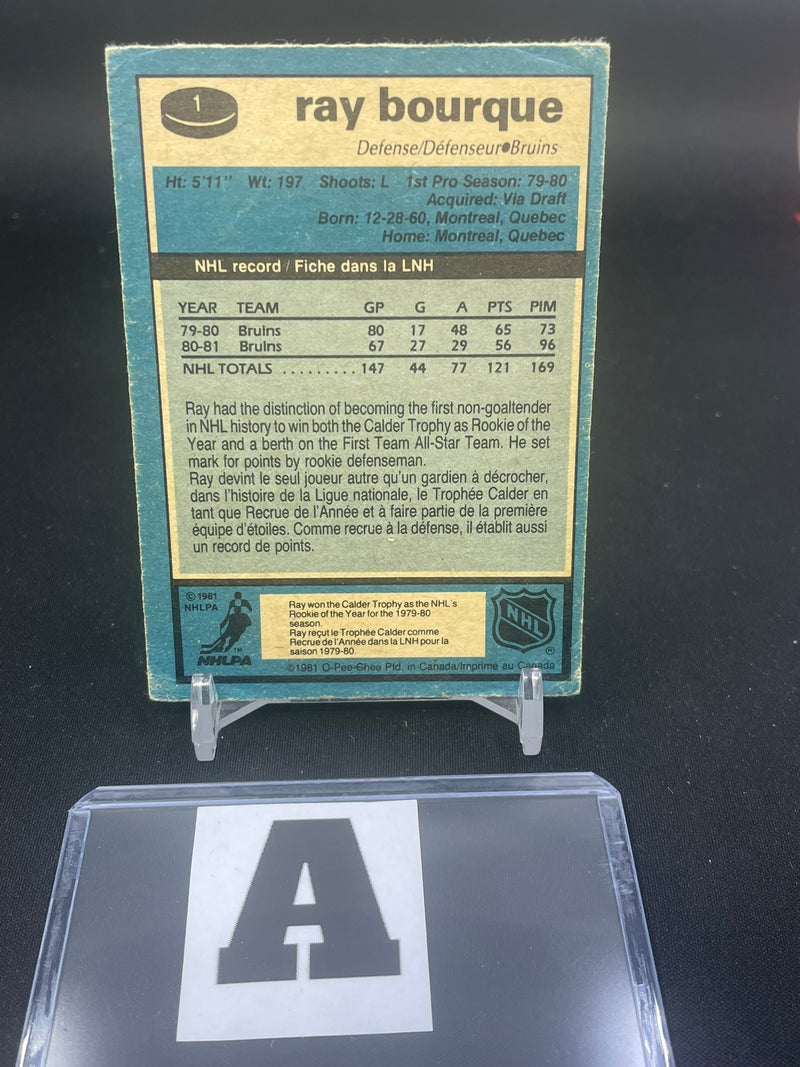 1
ray bourque
Defense/Défenseur●Bruins
Ht: 5'11" Wt: 197 Shoots: L 1st Pro Season: 79-80
Acquired: Via Draft
Born: 12-28-60, Montreal, Quebec
Home: Montreal, Quebec
NHL record / Fiche dans la LNH
YEAR TEAM GP G A PTS PIM
79-80 Bruins 80 17 48 65 73
80-81 Bruins 67 27 29 56 96
NHL TOTALS ......... 147 44 77 121 169
Ray had the distinction of becoming the first non-goaltender
in NHL history to win both the Calder Trophy as Rookie of the
Year and a berth on the First Team All-Star Team. He set
mark for points by rookie defenseman.
Ray devint le seul joueur autre qu'un gardien à décrocher,
dans l'histoire de la Ligue nationale, le Trophée Calder en
tant que Recrue de l'Année et à faire partie de la première
équipe d'étoiles. Comme recrue à la défense, il établit aussi
un record de points.
©1981
NHLPA
TM
NHLPA
Ray won the Calder Trophy as the NHL's
Rookie of the Year for the 1979-80
season.
Ray reçut le Trophée Calder comme
Recrue de l'Année dans la LNH pour la
saison 1979-80.
NHL
®
©1981 O-Pee-Chee Ptd. in Canada/Imprime au Canada
A